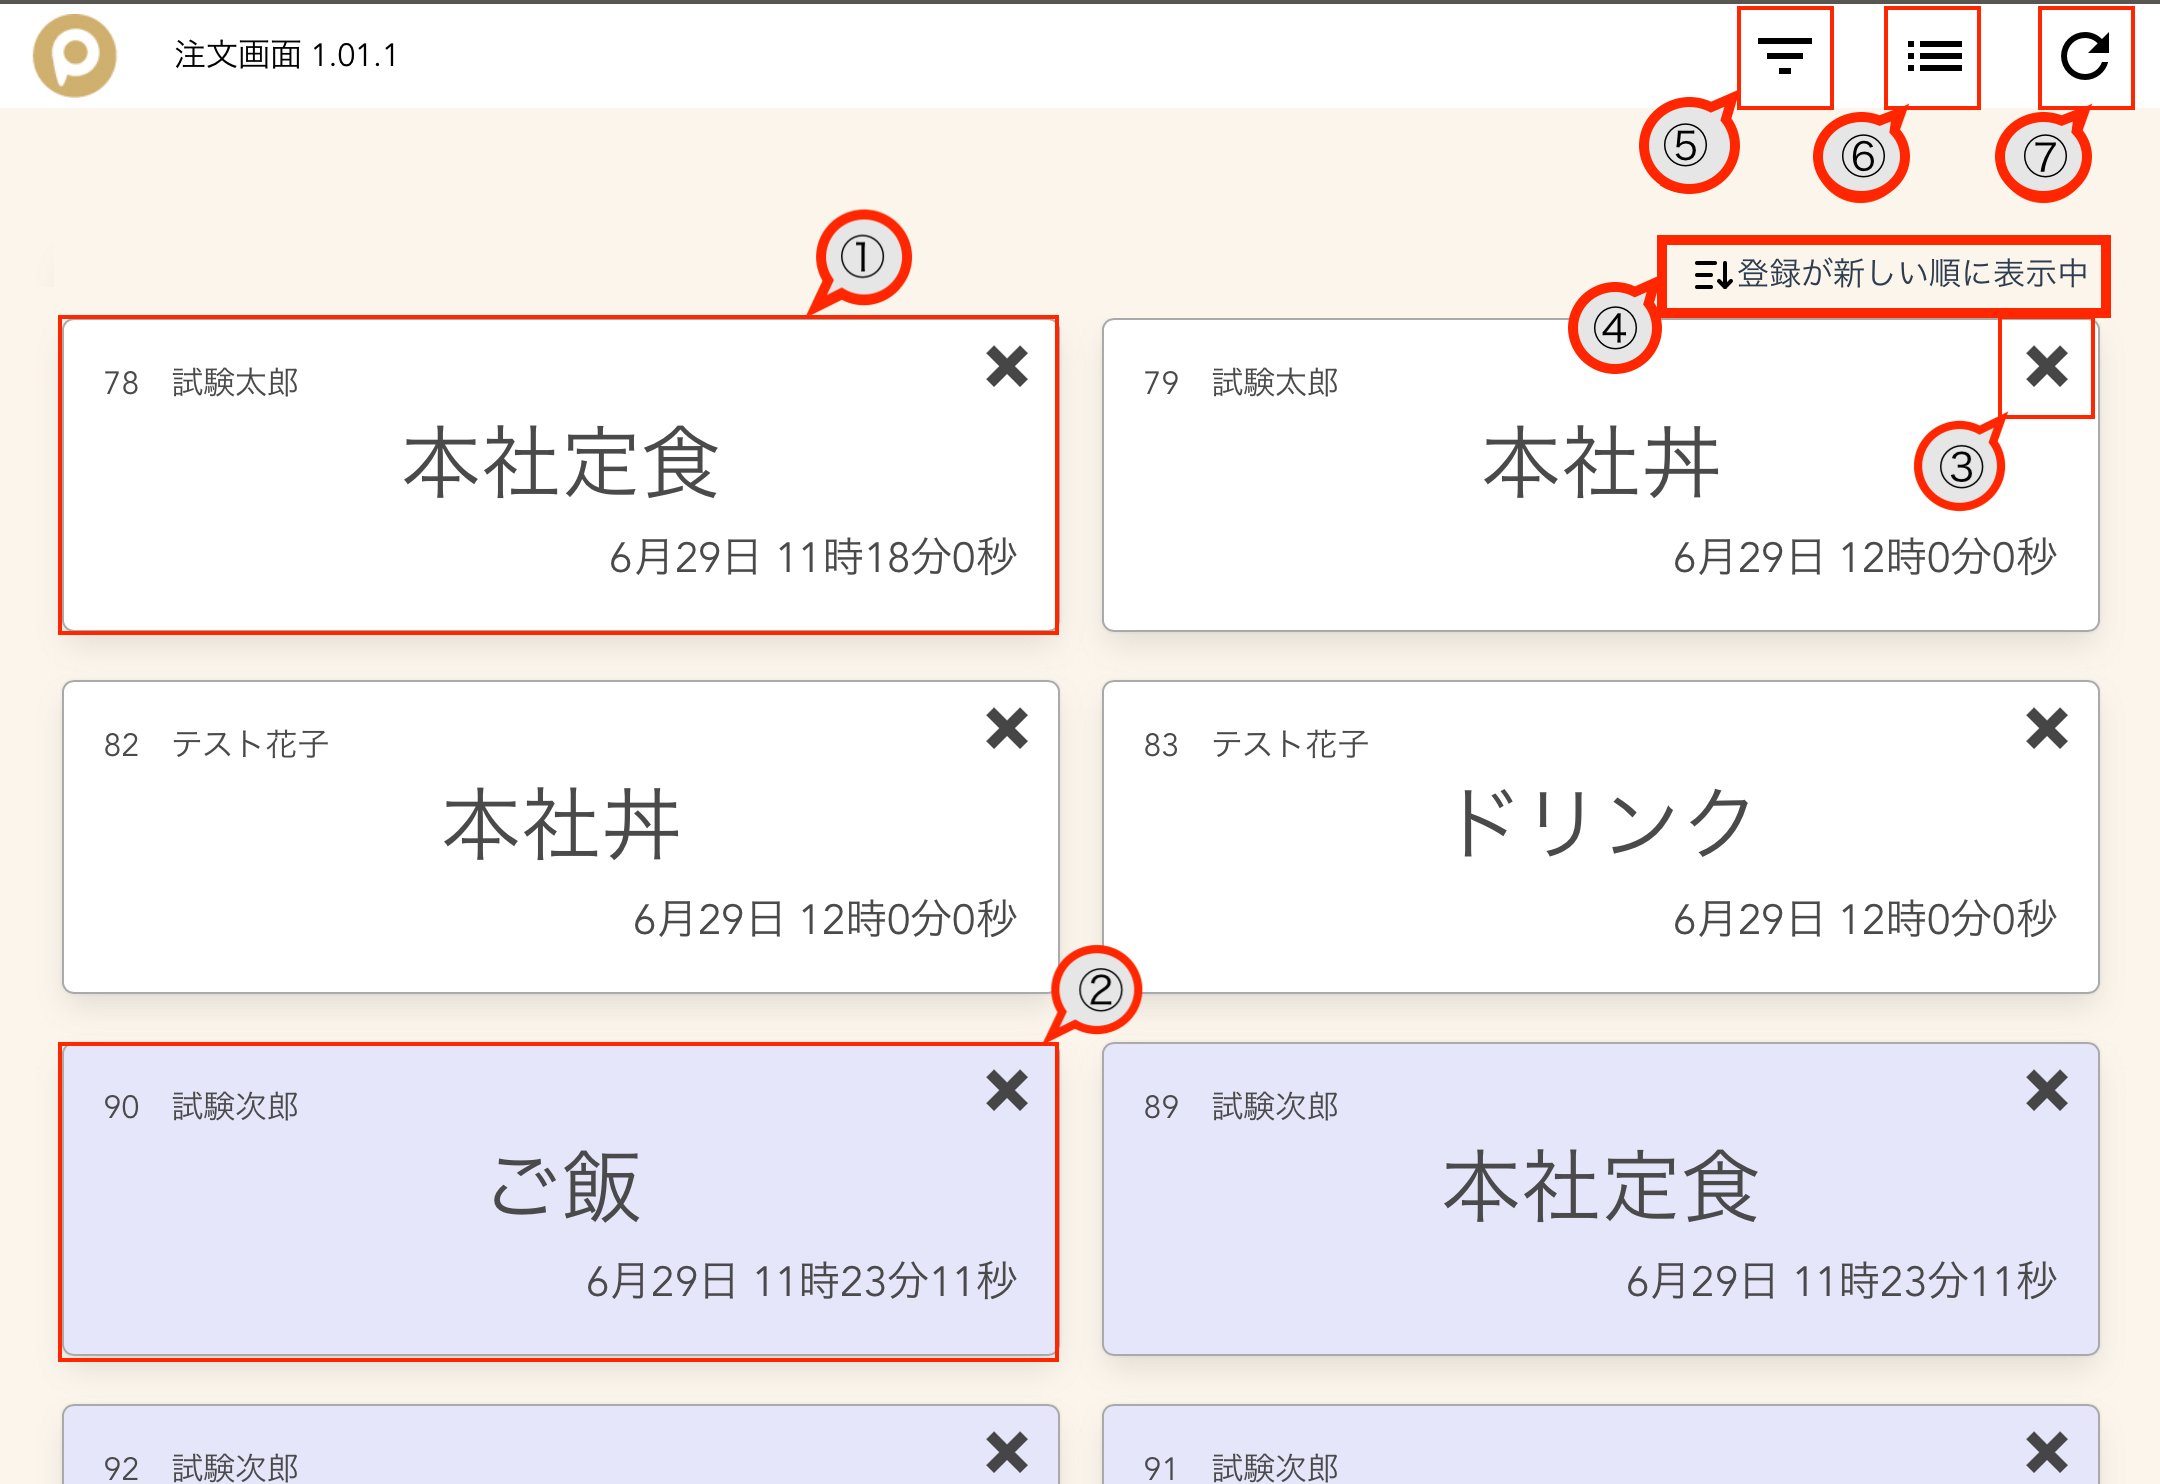 注文画面 1.01.1
⑤
⑥
⑦
①
④
登録が新しい順に表示中
78 試験太郎
本社定食
6月29日 11時18分0秒
79 試験太郎
③
本社丼
6月29日 12時0分0秒
82 テスト花子
本社丼
6月29日 12時0分0秒
83 テスト花子
ドリンク
6月29日 12時0分0秒
②
90 試験次郎
ご飯
6月29日 11時23分11秒
89 試験次郎
本社定食
6月29日 11時23分11秒
92 試験次郎
91 試験次郎